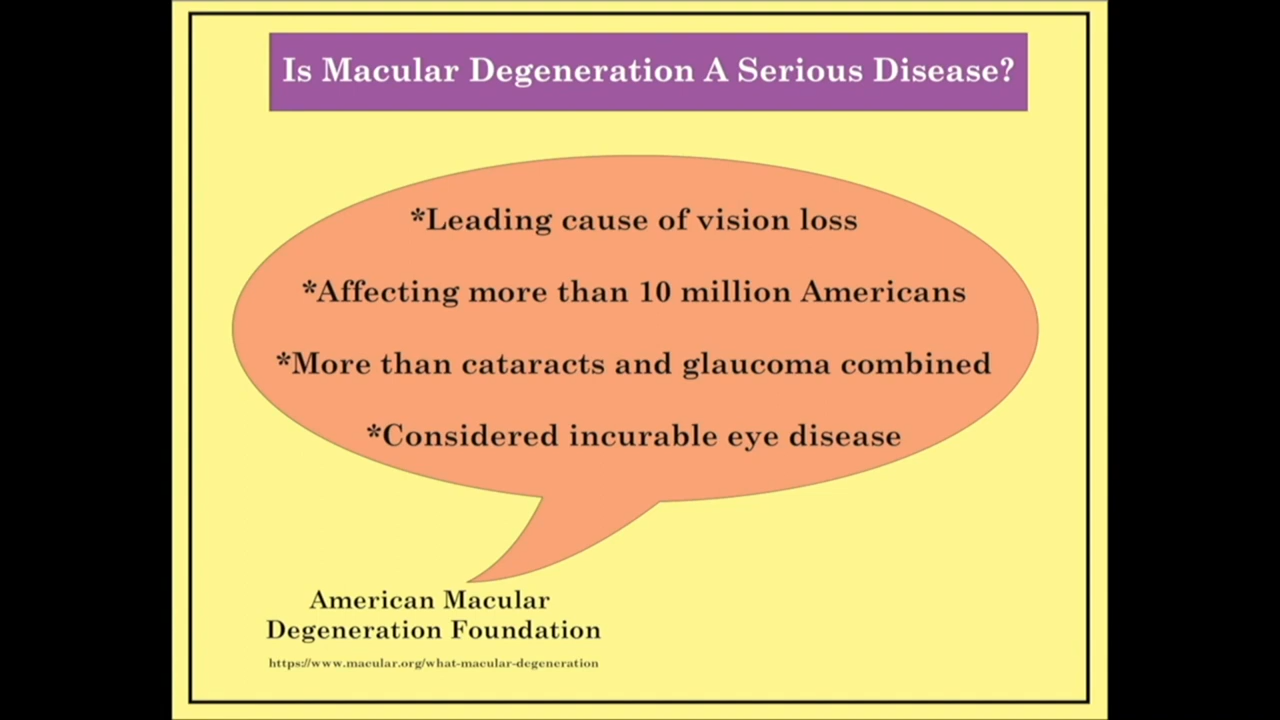 Is Macular Degeneration A Serious Disease?
*Leading cause of vision loss
*Affecting more than 10 million Americans
*More than cataracts and glaucoma combined
*Considered incurable eye disease
American Macular
Degeneration Foundation
https://www.macular.org/what-macular-degeneration